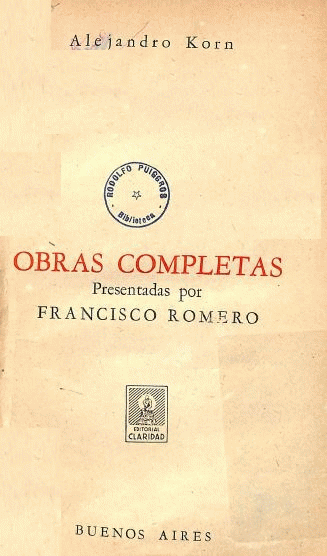 Alejandro Korn
RODOLFO PUIGGROS
Biblioteca
OBRAS COMPLETAS
Presentadas por
FRANCISCO ROMERO
EDITORIAL
CLARIDAD
BUENOS AIRES